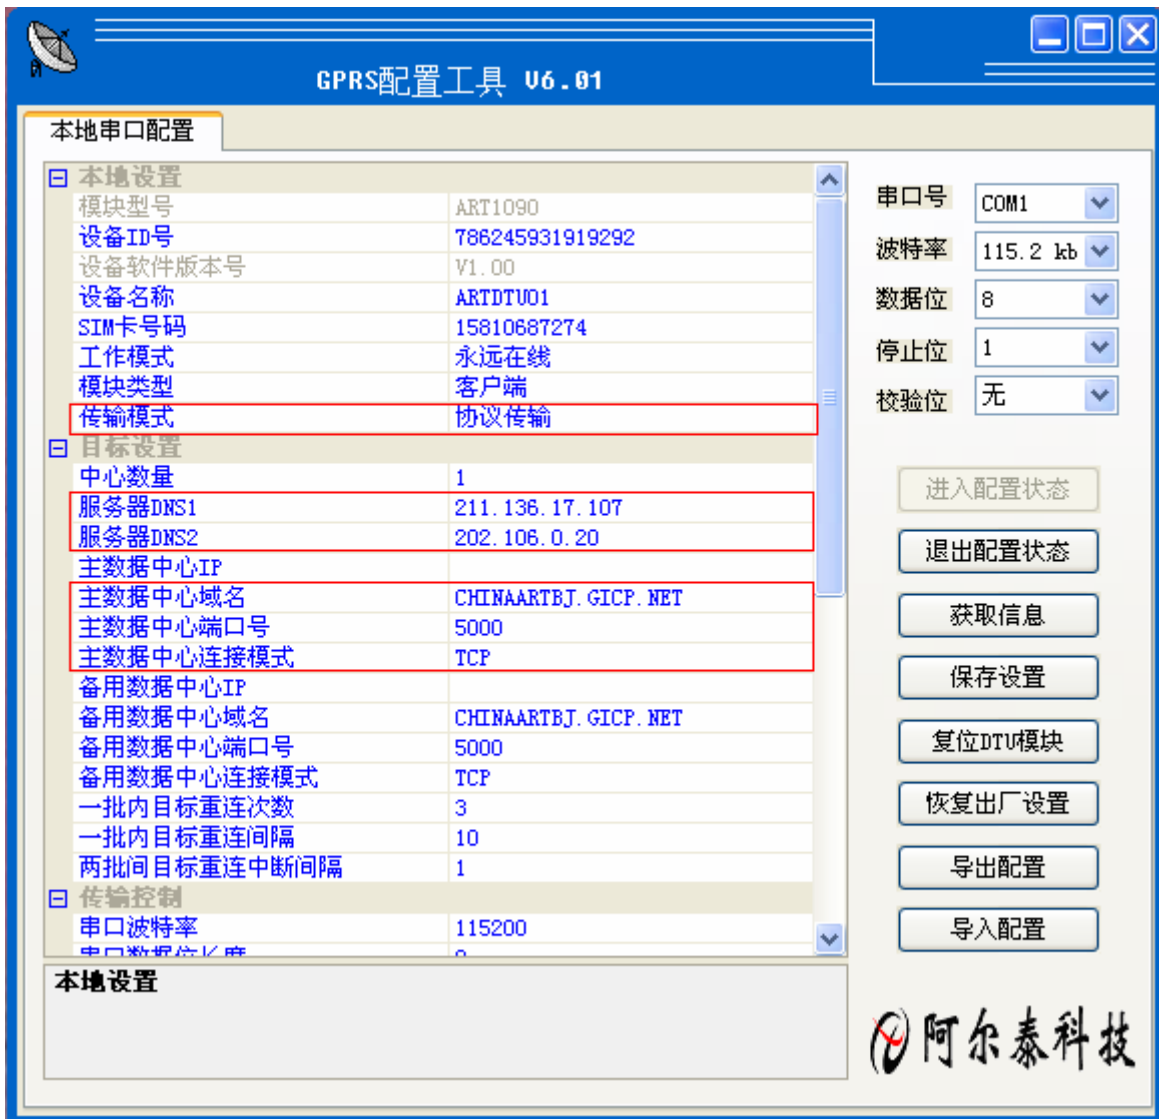 GPRS配置工具 V6.01
本地串口配置
本地设置
模块型号 ART1090
设备ID号 786245931919292
设备软件版本号 V1.00
设备名称 ARTDTU01
SIM卡号码 15810687274
工作模式 永远在线
模块类型 客户端
传输模式 协议传输
目标设置
中心数量 1
服务器DNS1 211.136.17.107
服务器DNS2 202.106.0.20
主数据中心IP
主数据中心域名 CHINAARTBJ.GICP.NET
主数据中心端口号 5000
主数据中心连接模式 TCP
备用数据中心IP
备用数据中心域名 CHINAARTBJ.GICP.NET
备用数据中心端口号 5000
备用数据中心连接模式 TCP
一批内目标重连次数 3
一批内目标重连间隔 10
两批间目标重连中断间隔 1
传输控制
串口波特率 115200
串口数据位长度 8
本地设置
串口号 COM1
波特率 115.2 kb
数据位 8
停止位 1
校验位 无
进入配置状态
退出配置状态
获取信息
保存设置
复位DTU模块
恢复出厂设置
导出配置
导入配置
阿尔泰科技